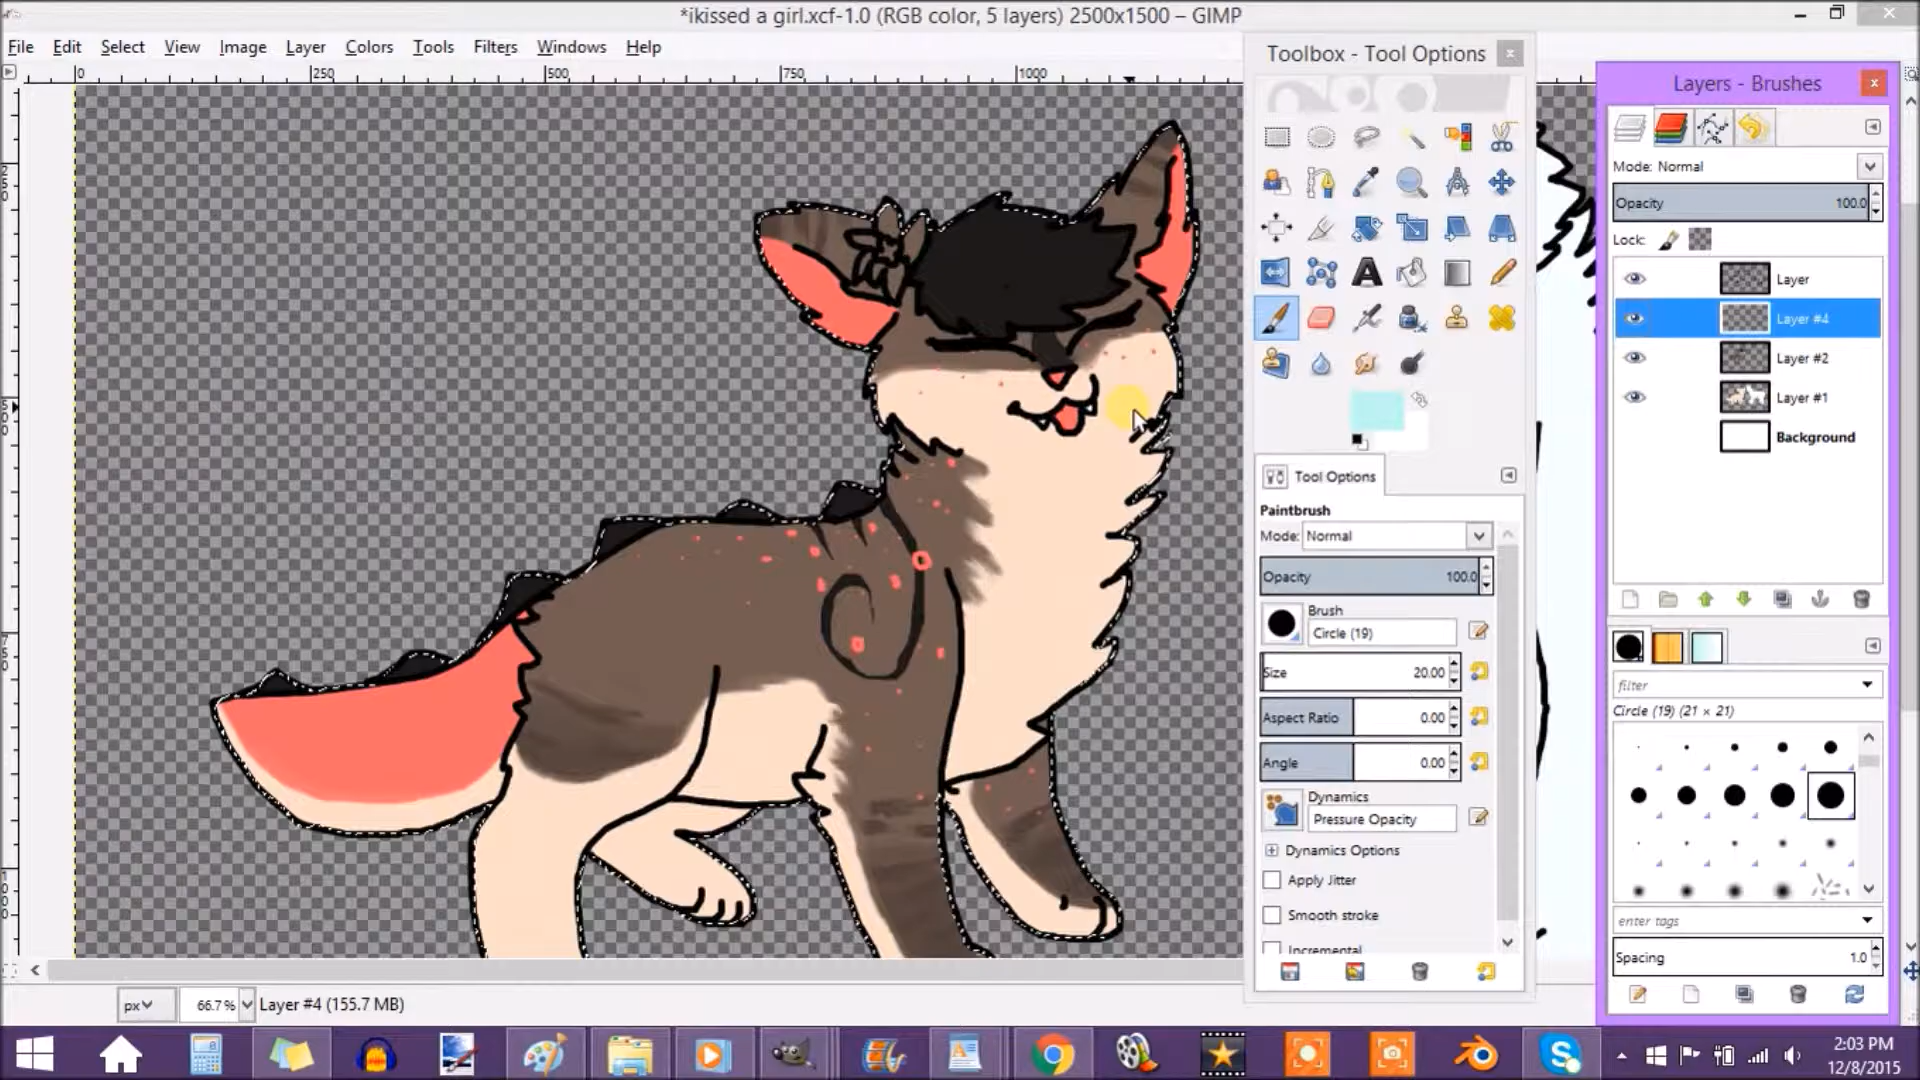 *ikissed a girl.xcf-1.0 (RGB color, 5 layers) 2500x1500 – GIMP
File Edit Select View Image Layer Colors Tools Filters Windows Help
0 250 500 750 1000
Toolbox - Tool Options
Tool Options
Paintbrush
Mode: Normal
Opacity 100.0
Brush
Circle (19)
Size 20.00
Aspect Ratio 0.00
Angle 0.00
Dynamics
Pressure Opacity
Dynamics Options
Apply Jitter
Smooth stroke
Incremental
Layers - Brushes
Mode: Normal
Opacity 100.0
Lock:
Layer
Layer #4
Layer #2
Layer #1
Background
filter
Circle (19) (21 × 21)
enter tags
Spacing 1.0
px 66.7% Layer #4 (155.7 MB)
2:03 PM
12/8/2015